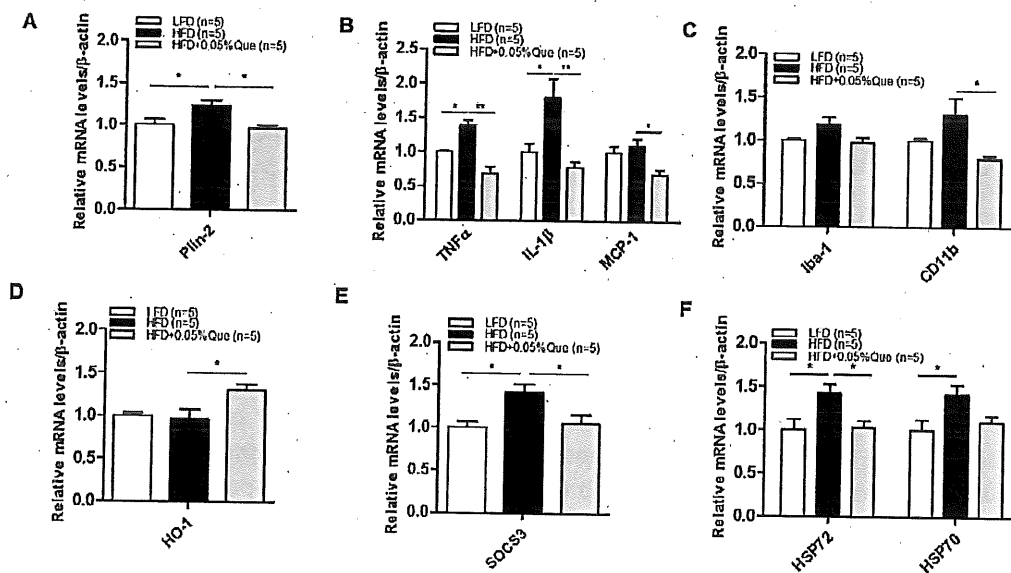 A
LFD (n=5)
HFD (n=5)
HFD+0.05%Que (n=5)
Relative mRNA levels/β-actin
2.0
1.5
1.0
0.5
0.0
*
*
Plin-2
B
LFD (n=5)
HFD (n=5)
HFD+0.05%Que (n=5)
Relative mRNA levels/β-actin
2.5
2.0
1.5
1.0
0.5
0.0
*
**
*
**
*
TNFα
IL-1β
MCP-1
C
LFD (n=5)
HFD (n=5)
HFD+0.05%Que (n=5)
Relative mRNA levels/β-actin
2.0
1.5
1.0
0.5
0.0
*
Iba-1
CD11b
D
LFD (n=5)
HFD (n=5)
HFD+0.05%Que (n=5)
Relative mRNA levels/β-actin
2.0
1.5
1.0
0.5
0.0
*
HO-1
E
LFD (n=5)
HFD (n=5)
HFD+0.05%Que (n=5)
Relative mRNA levels/β-actin
2.0
1.5
1.0
0.5
0.0
*
*
SOCS3
F
LFD (n=5)
HFD (n=5)
HFD+0.05%Que (n=5)
Relative mRNA levels/β-actin
2.0
1.5
1.0
0.5
0.0
*
*
*
HSP72
HSP70